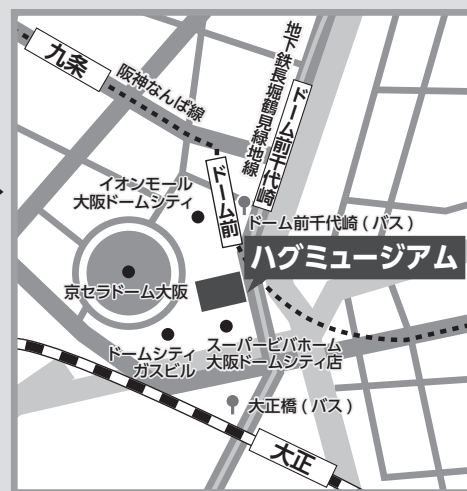 九条
阪神なんば線
地下鉄長堀鶴見緑地線
ドーム前千代崎
ドーム前
イオンモール
大阪ドームシティ
ドーム前千代崎(バス)
ハグミュージアム
京セラドーム大阪
ドームシティ
ガスビル
スーパービバホーム
大阪ドームシティ店
大正橋(バス)
大正